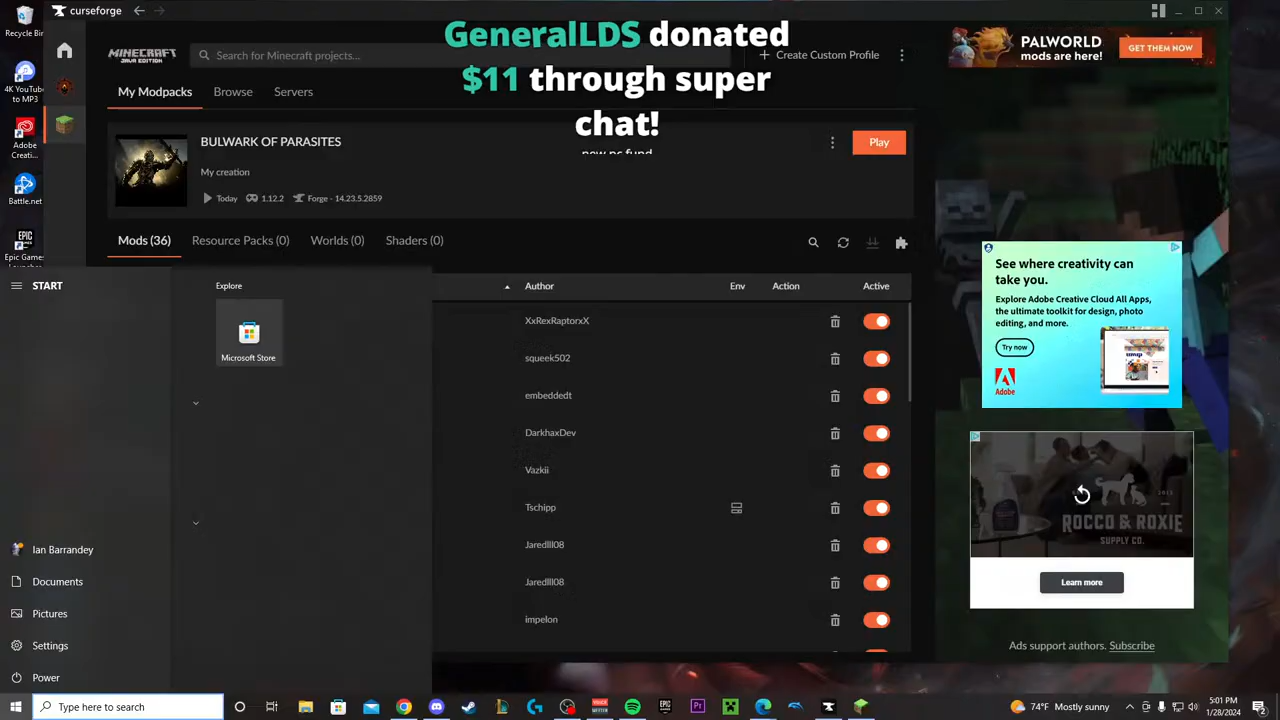 Recycle Bin
4K YouTube to MP3
Adobe Creati...
Battle.net
EPIC
Epic Games
curseforge
GeneralLDS donated
$11 through super
chat!
MINECRAFT
JAVA EDITION
Search for Minecraft projects...
Create Custom Profile
PALWORLD
mods are here!
GET THEM NOW
My Modpacks
Browse
Servers
BULWARK OF PARASITES
My creation
Today
1.12.2
Forge - 14.23.5.2859
Play
Mods (36)
Resource Packs (0)
Worlds (0)
Shaders (0)
START
Explore
Microsoft Store
Ian Barrandey
Documents
Pictures
Settings
Power
Author
Env
Action
Active
XxRexRaptorxX
squeek502
embeddedt
DarkhaxDev
Vazkii
Tschipp
Jaredlll08
Jaredlll08
impelon
See where creativity can
take you.
Explore Adobe Creative Cloud All Apps,
the ultimate toolkit for design, photo
editing, and more.
Try now
Adobe
ROCCO & ROXIE
SUPPLY CO.
Learn more
Ads support authors. Subscribe
Type here to search
74°F Mostly sunny
5:01 PM
1/28/2024